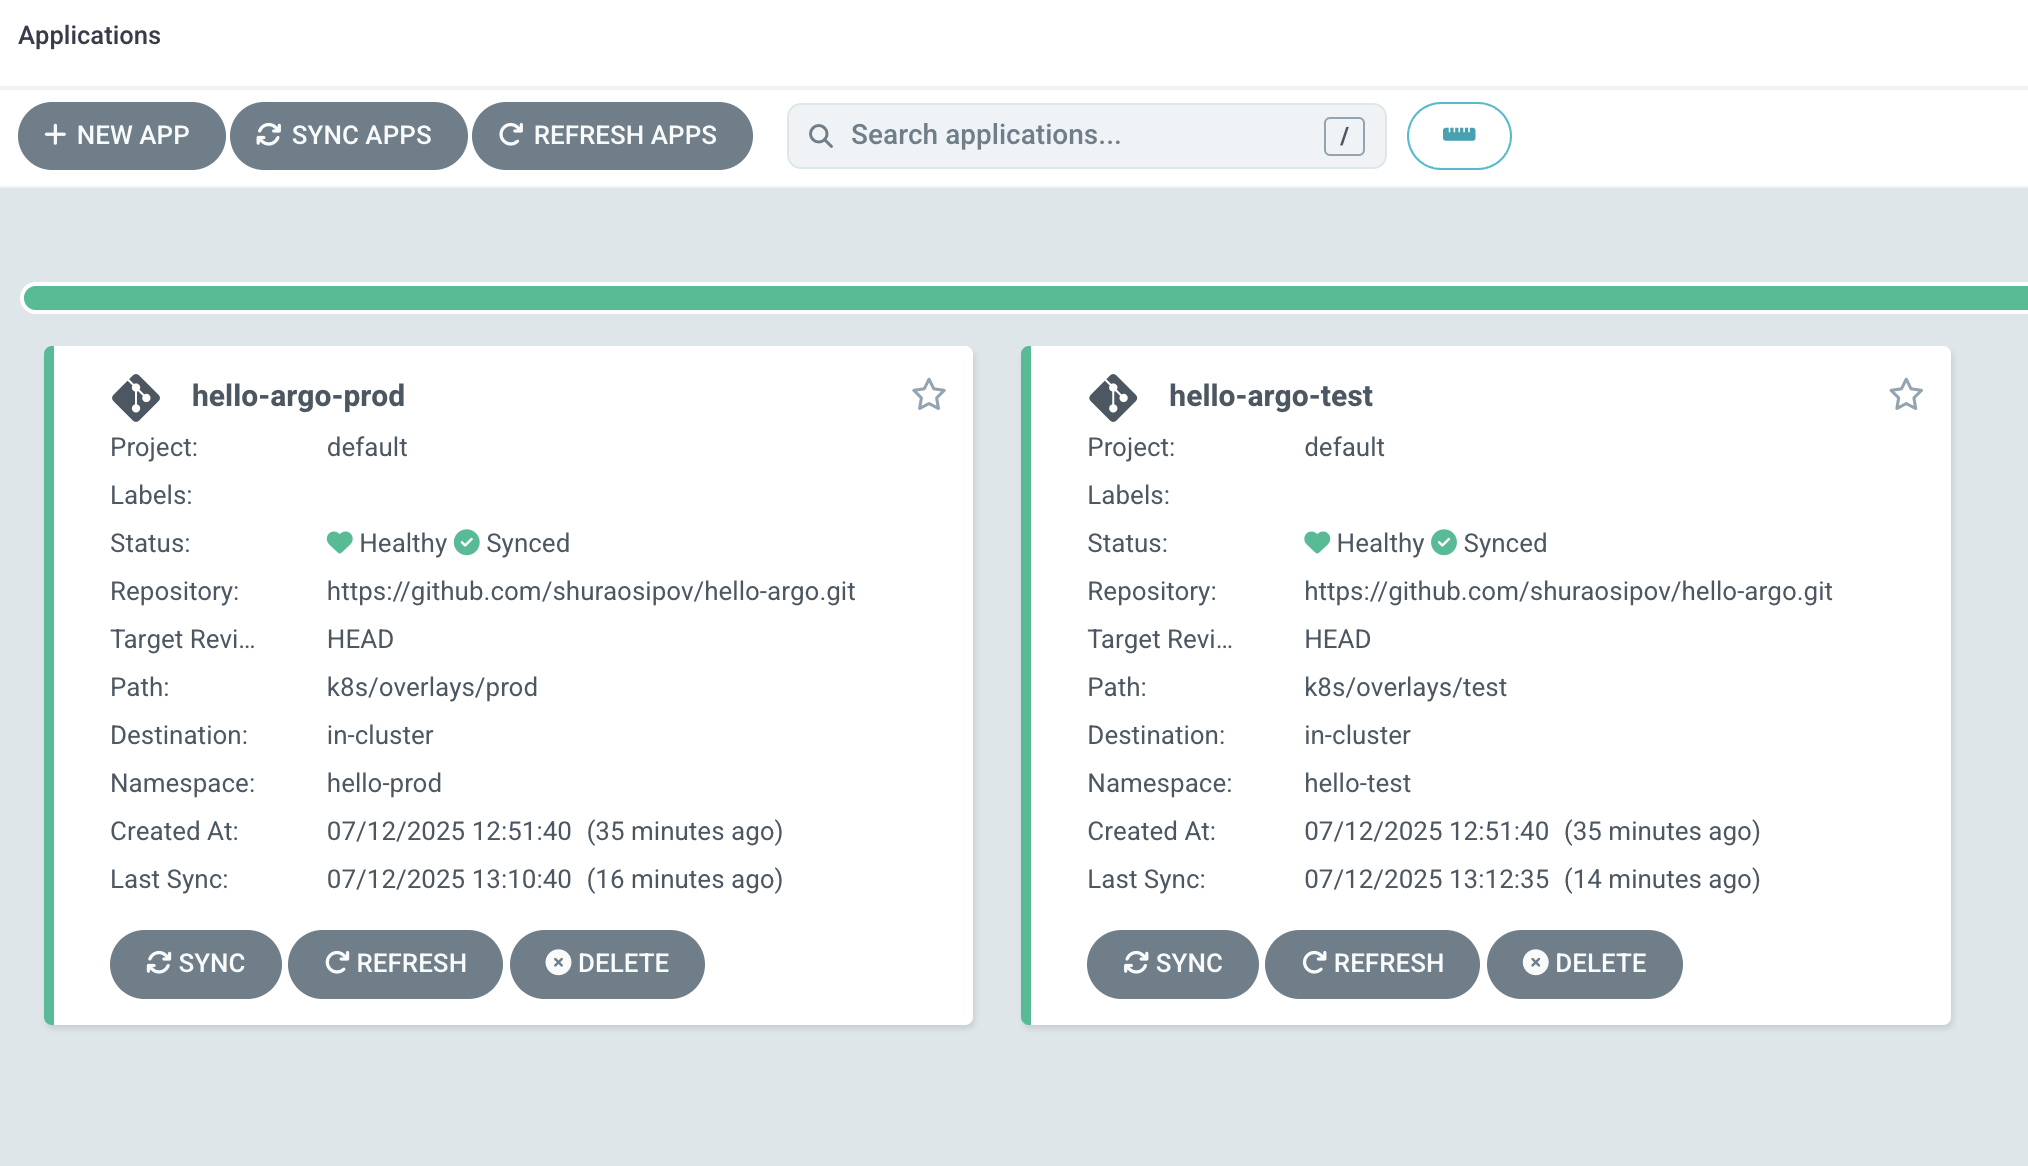 Applications
NEW APP SYNC APPS REFRESH APPS Search applications... /
hello-argo-prod
Project: default
Labels:
Status: Healthy Synced
Repository: https://github.com/shuraosipov/hello-argo.git
Target Revi... HEAD
Path: k8s/overlays/prod
Destination: in-cluster
Namespace: hello-prod
Created At: 07/12/2025 12:51:40 (35 minutes ago)
Last Sync: 07/12/2025 13:10:40 (16 minutes ago)
SYNC REFRESH DELETE
hello-argo-test
Project: default
Labels:
Status: Healthy Synced
Repository: https://github.com/shuraosipov/hello-argo.git
Target Revi... HEAD
Path: k8s/overlays/test
Destination: in-cluster
Namespace: hello-test
Created At: 07/12/2025 12:51:40 (35 minutes ago)
Last Sync: 07/12/2025 13:12:35 (14 minutes ago)
SYNC REFRESH DELETE